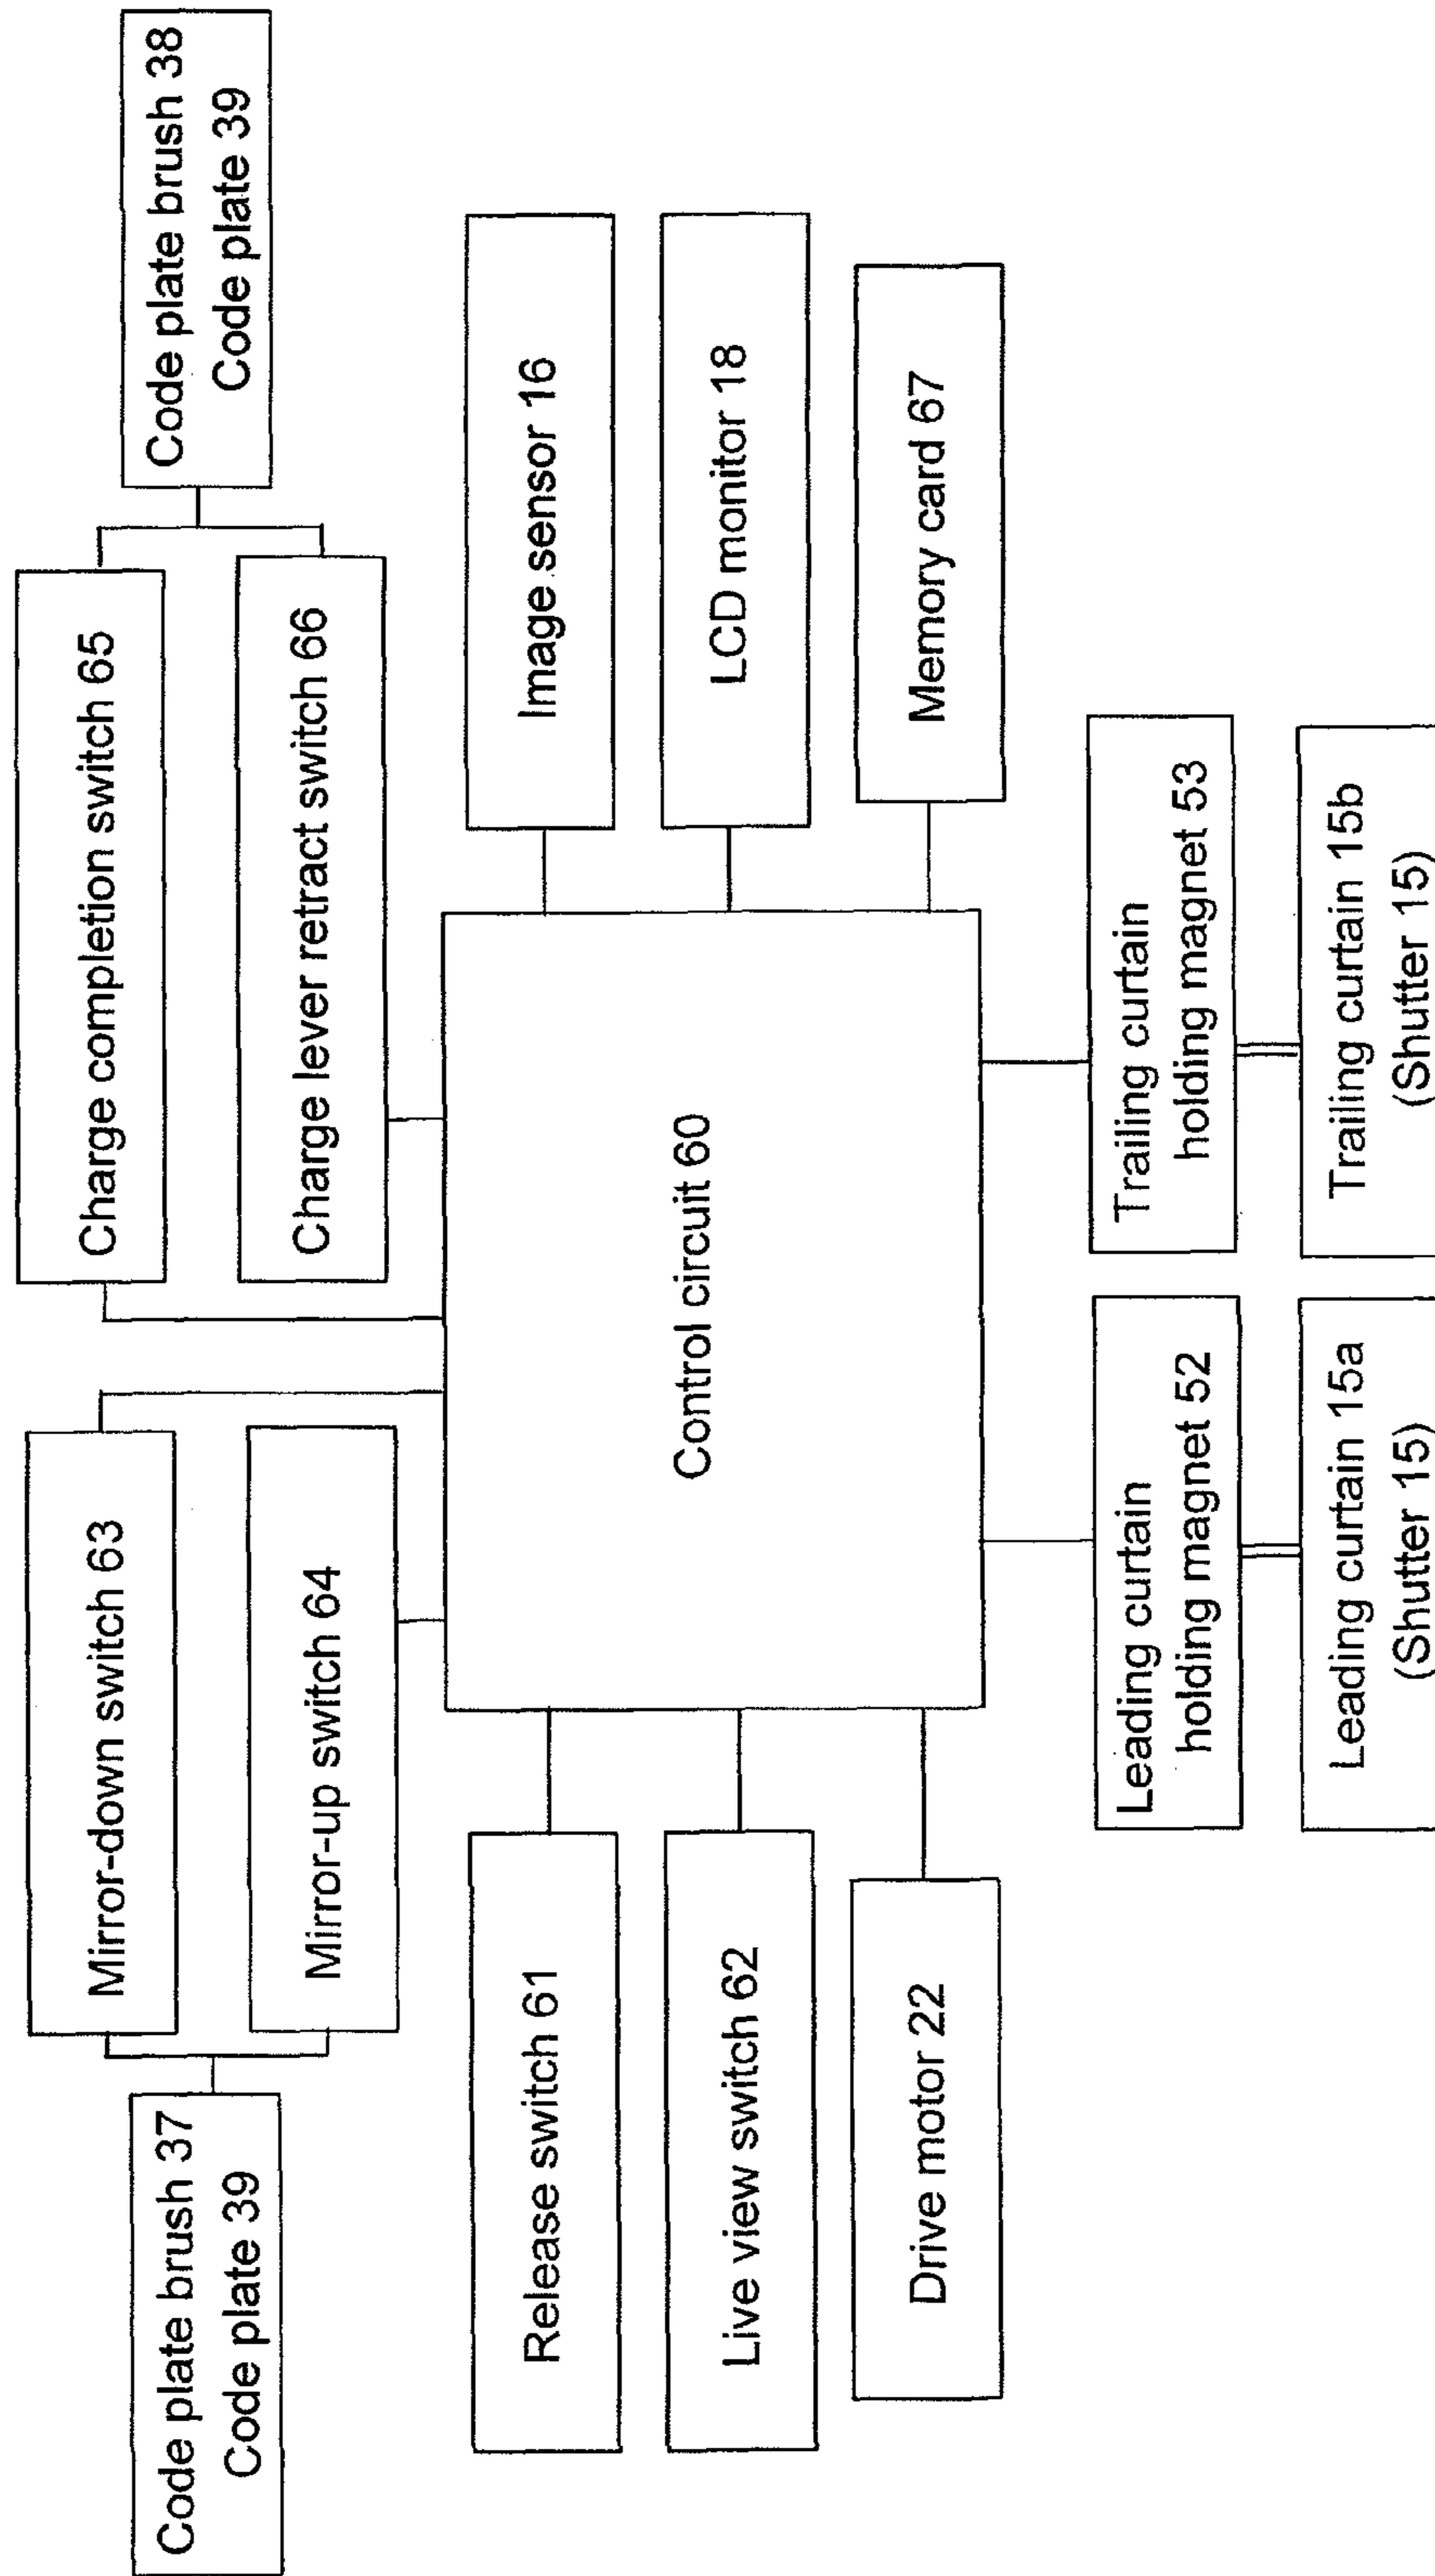 Code plate brush 37
Code plate 39
Mirror-down switch 63
Mirror-up switch 64
Charge completion switch 65
Charge lever retract switch 66
Code plate brush 38
Code plate 39
Release switch 61
Live view switch 62
Drive motor 22
Control circuit 60
Image sensor 16
LCD monitor 18
Memory card 67
Leading curtain
holding magnet 52
Trailing curtain
holding magnet 53
Leading curtain 15a
(Shutter 15)
Trailing curtain 15b
(Shutter 15)